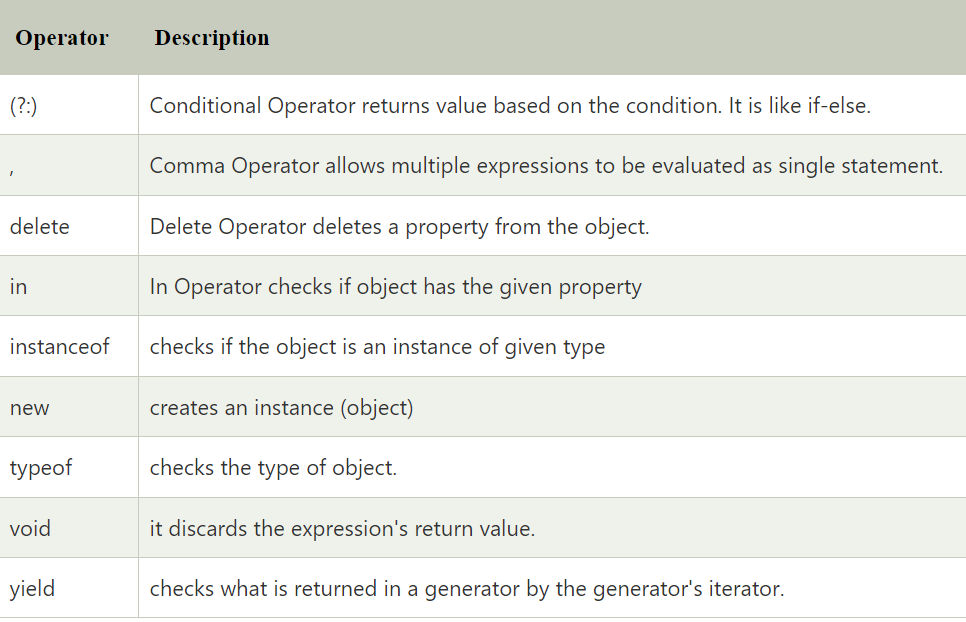 Operator Description
(?:) Conditional Operator returns value based on the condition. It is like if-else.
, Comma Operator allows multiple expressions to be evaluated as single statement.
delete Delete Operator deletes a property from the object.
in In Operator checks if object has the given property
instanceof checks if the object is an instance of given type
new creates an instance (object)
typeof checks the type of object.
void it discards the expression's return value.
yield checks what is returned in a generator by the generator's iterator.